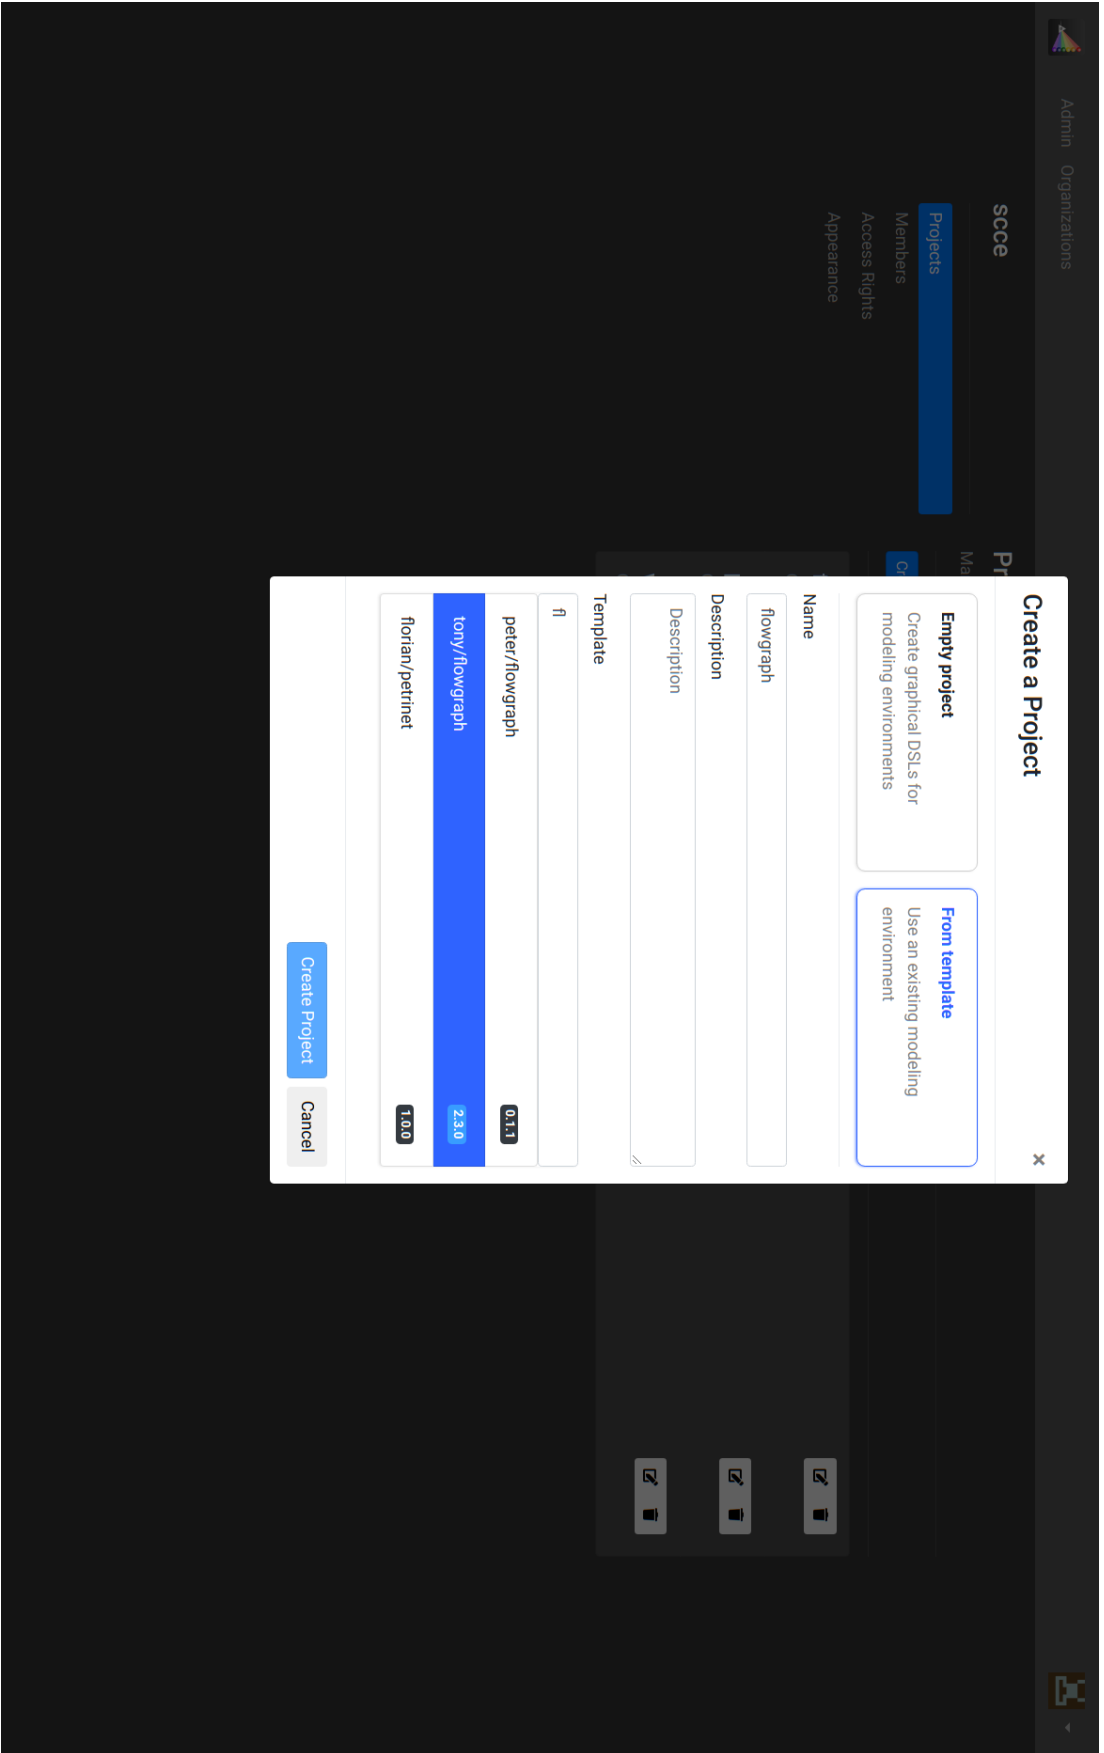 Admin Organizations
scce
Projects
Members
Access Rights
Appearance
Create a Project
×
Empty project
Create graphical DSLs for
modeling environments
From template
Use an existing modeling
environment
Name
flowgraph
Description
Description
Template
fl
peter/flowgraph 0.1.1
tony/flowgraph 2.3.0
florian/petrinet 1.0.0
Create Project
Cancel